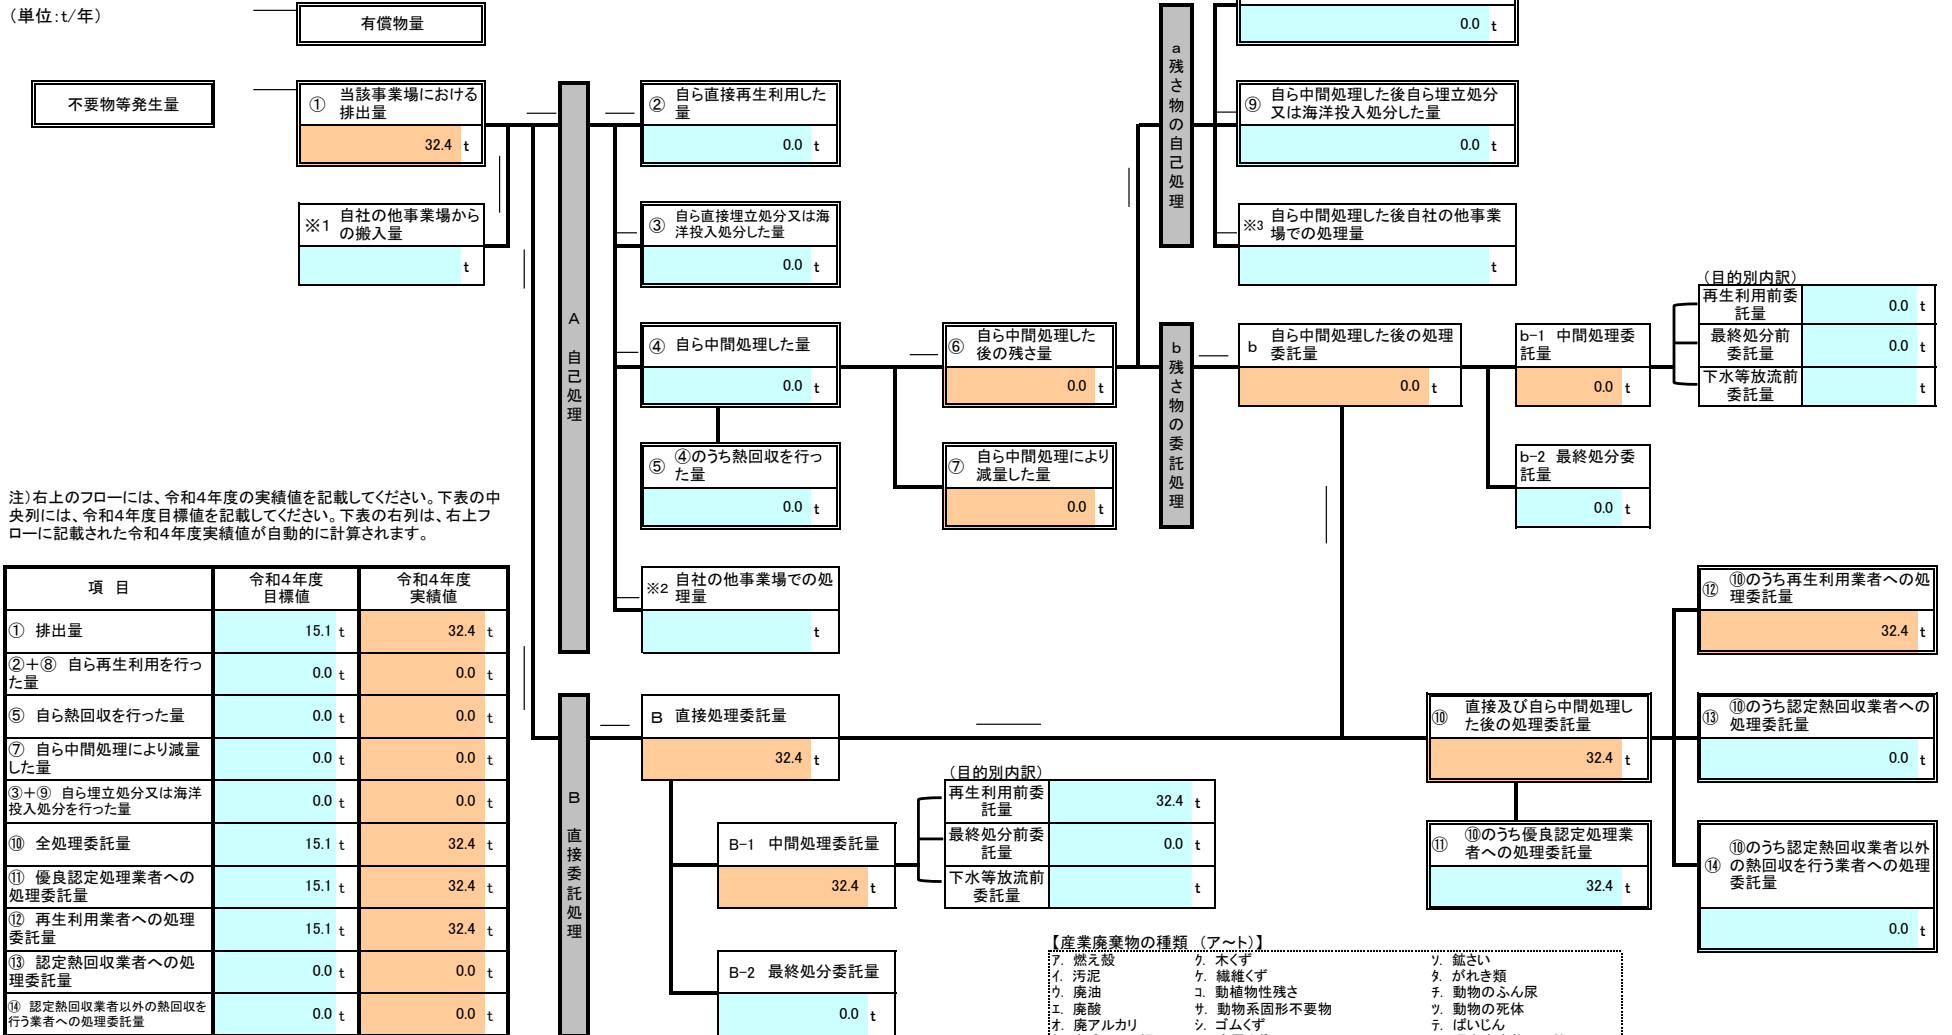 （単位:ｔ/年）
有償物量
0.0 t
不要物等発生量
① 当該事業場における
排出量
32.4 t
※1 自社の他事業場から
の搬入量
t
A 自己処理
② 自ら直接再生利用した
量
0.0 t
③ 自ら直接埋立処分又は海
洋投入処分した量
0.0 t
④ 自ら中間処理した量
0.0 t
⑤ ④のうち熱回収を行っ
た量
0.0 t
※2 自社の他事業場での処
理量
t
⑥ 自ら中間処理した
後の残さ量
0.0 t
⑦ 自ら中間処理により
減量した量
0.0 t
a 残さ物の自己処理
⑨ 自ら中間処理した後自ら埋立処分
又は海洋投入処分した量
0.0 t
※3 自ら中間処理した後自社の他事業
場での処理量
t
b 残さ物の委託処理
b 自ら中間処理した後の処理
委託量
0.0 t
b-1 中間処理委
託量
0.0 t
b-2 最終処分委
託量
0.0 t
（目的別内訳）
再生利用前委
託量
0.0 t
最終処分前
委託量
0.0 t
下水等放流前
委託量
t
注）右上のフローには、令和4年度の実績値を記載してください。下表の中
央列には、令和4年度目標値を記載してください。下表の右列は、右上フ
ローに記載された令和4年度実績値が自動的に計算されます。
項 目 令和4年度
目標値 令和4年度
実績値
① 排出量 15.1 t 32.4 t
②＋⑧ 自ら再生利用を行っ
た量 0.0 t 0.0 t
⑤ 自ら熱回収を行った量 0.0 t 0.0 t
⑦ 自ら中間処理により減量
した量 0.0 t 0.0 t
③＋⑨ 自ら埋立処分又は海洋
投入処分を行った量 0.0 t 0.0 t
⑩ 全処理委託量 15.1 t 32.4 t
⑪ 優良認定処理業者への
処理委託量 15.1 t 32.4 t
⑫ 再生利用業者への処理
委託量 15.1 t 32.4 t
⑬ 認定熱回収業者への処
理委託量 0.0 t 0.0 t
⑭ 認定熱回収業者以外の熱回収を
行う業者への処理委託量 0.0 t 0.0 t
B 直接委託処理
B 直接処理委託量
32.4 t
B-1 中間処理委託量
32.4 t
B-2 最終処分委託量
0.0 t
（目的別内訳）
再生利用前委
託量
32.4 t
最終処分前委
託量
0.0 t
下水等放流前
委託量
t
⑩ 直接及び自ら中間処理し
た後の処理委託量
32.4 t
⑪ ⑩のうち優良認定処理業
者への処理委託量
32.4 t
⑫ ⑩のうち再生利用業者への処
理委託量
32.4 t
⑬ ⑩のうち認定熱回収業者への
処理委託量
0.0 t
⑭ ⑩のうち認定熱回収業者以外
の熱回収を行う業者への処理
委託量
0.0 t
【産業廃棄物の種類 （ア～ト）】
ア. 燃え殻 ク. 木くず ソ. 鉱さい
イ. 汚泥 ケ. 繊維くず タ. がれき類
ウ. 廃油 コ. 動植物性残さ チ. 動物のふん尿
エ. 廃酸 サ. 動物系固形不要物 ツ. 動物の死体
オ. 廃アルカリ シ. ゴムくず テ. ばいじん